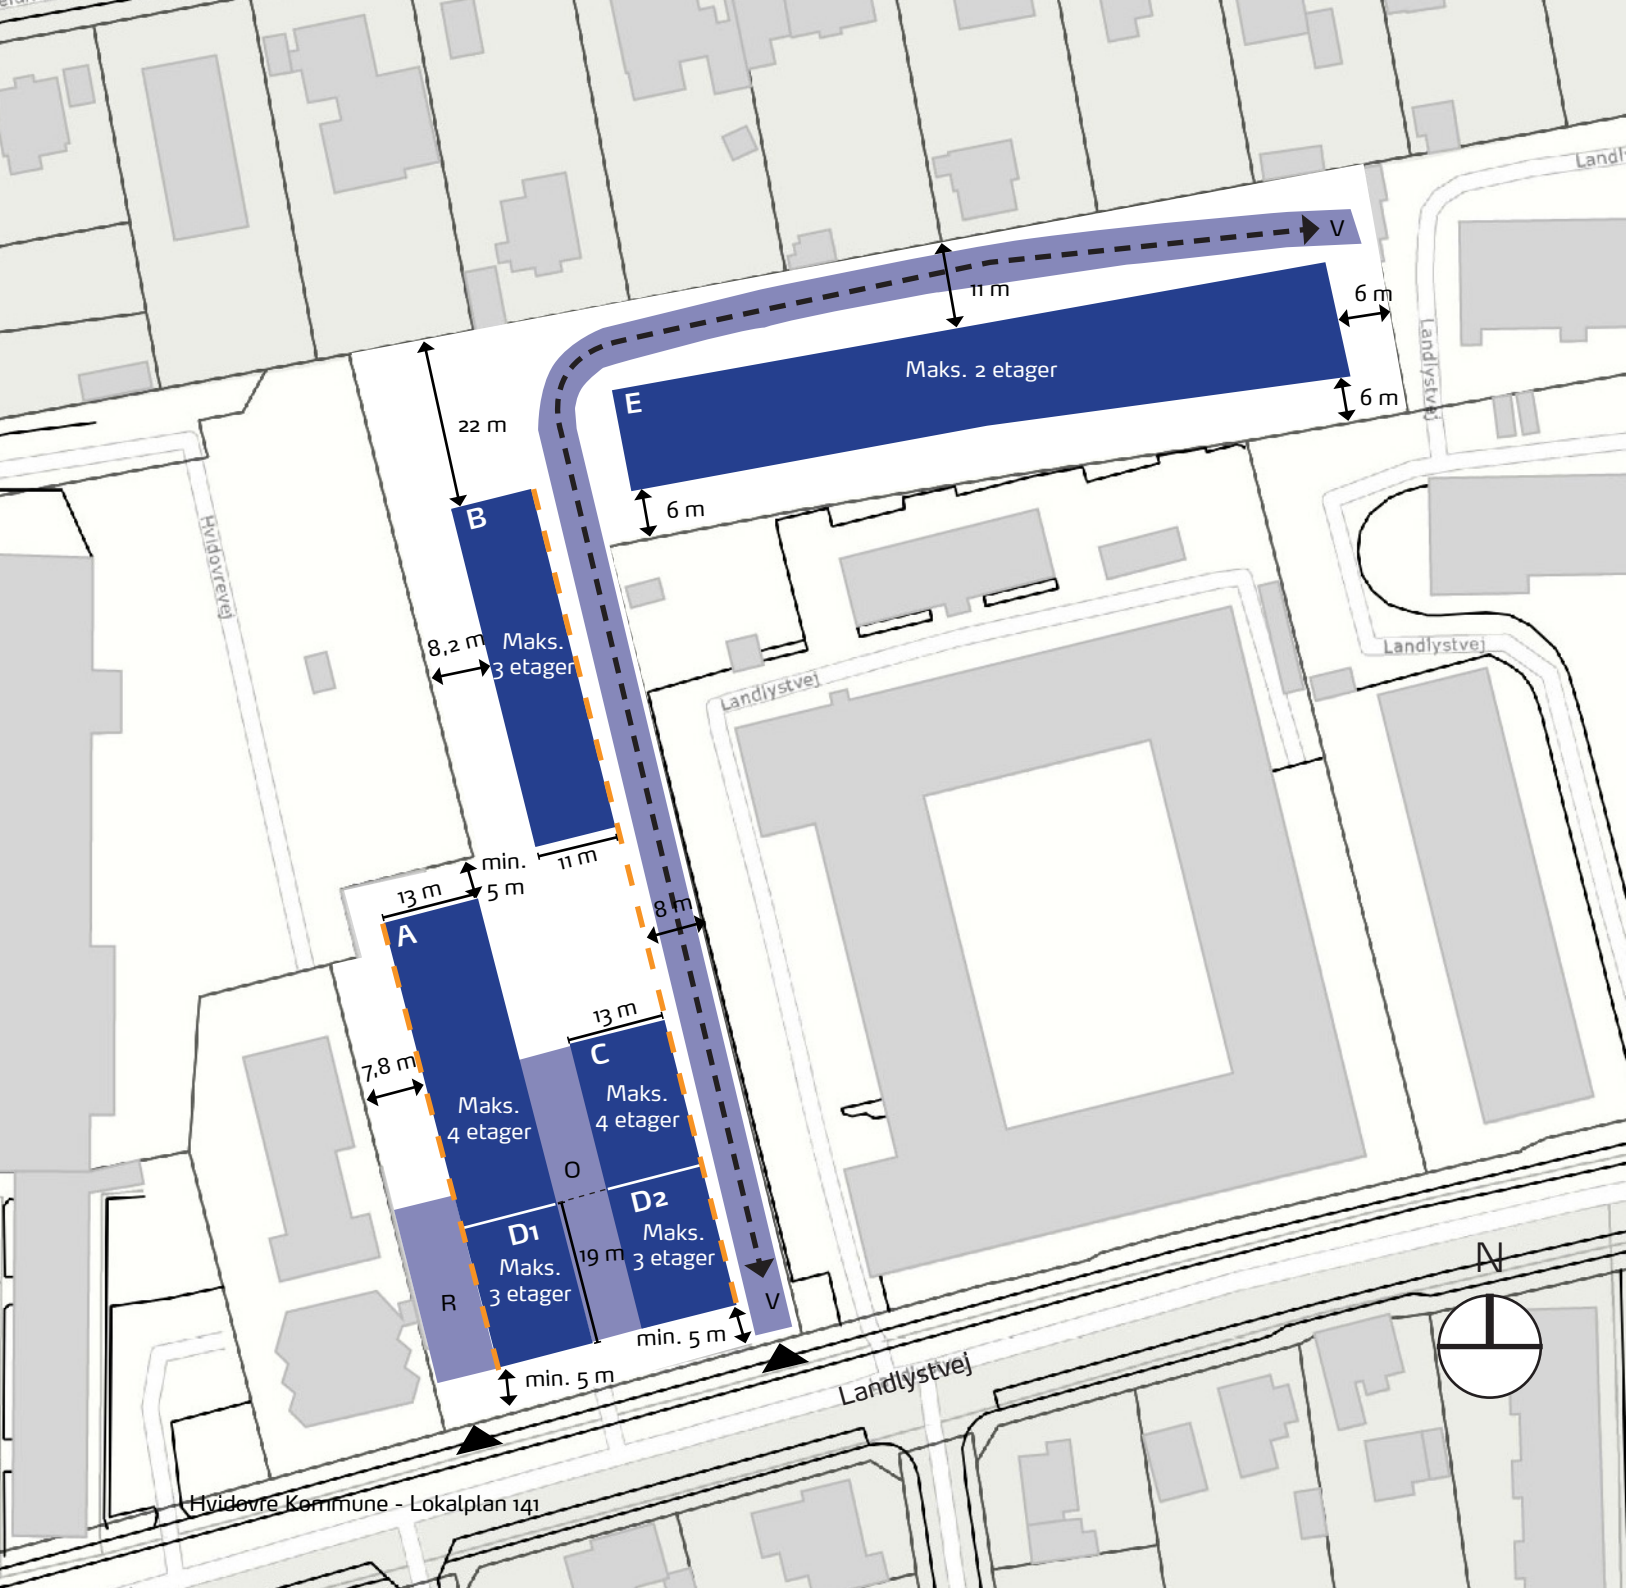 V
11 m
6 m
Maks. 2 etager
E
6 m
22 m
6 m
B
Landlystvej
Hvidovrevej
8,2 m
Maks.
3 etager
Landlystvej
Landlystvej
min.
5 m
11 m
13 m
8 m
A
13 m
C
7,8 m
Maks.
4 etager
Maks.
4 etager
O
D1
D2
Maks.
3 etager
19 m
Maks.
3 etager
R
V
min. 5 m
min. 5 m
Landlystvej
N
Hvidovre Kommune - Lokalplan 141